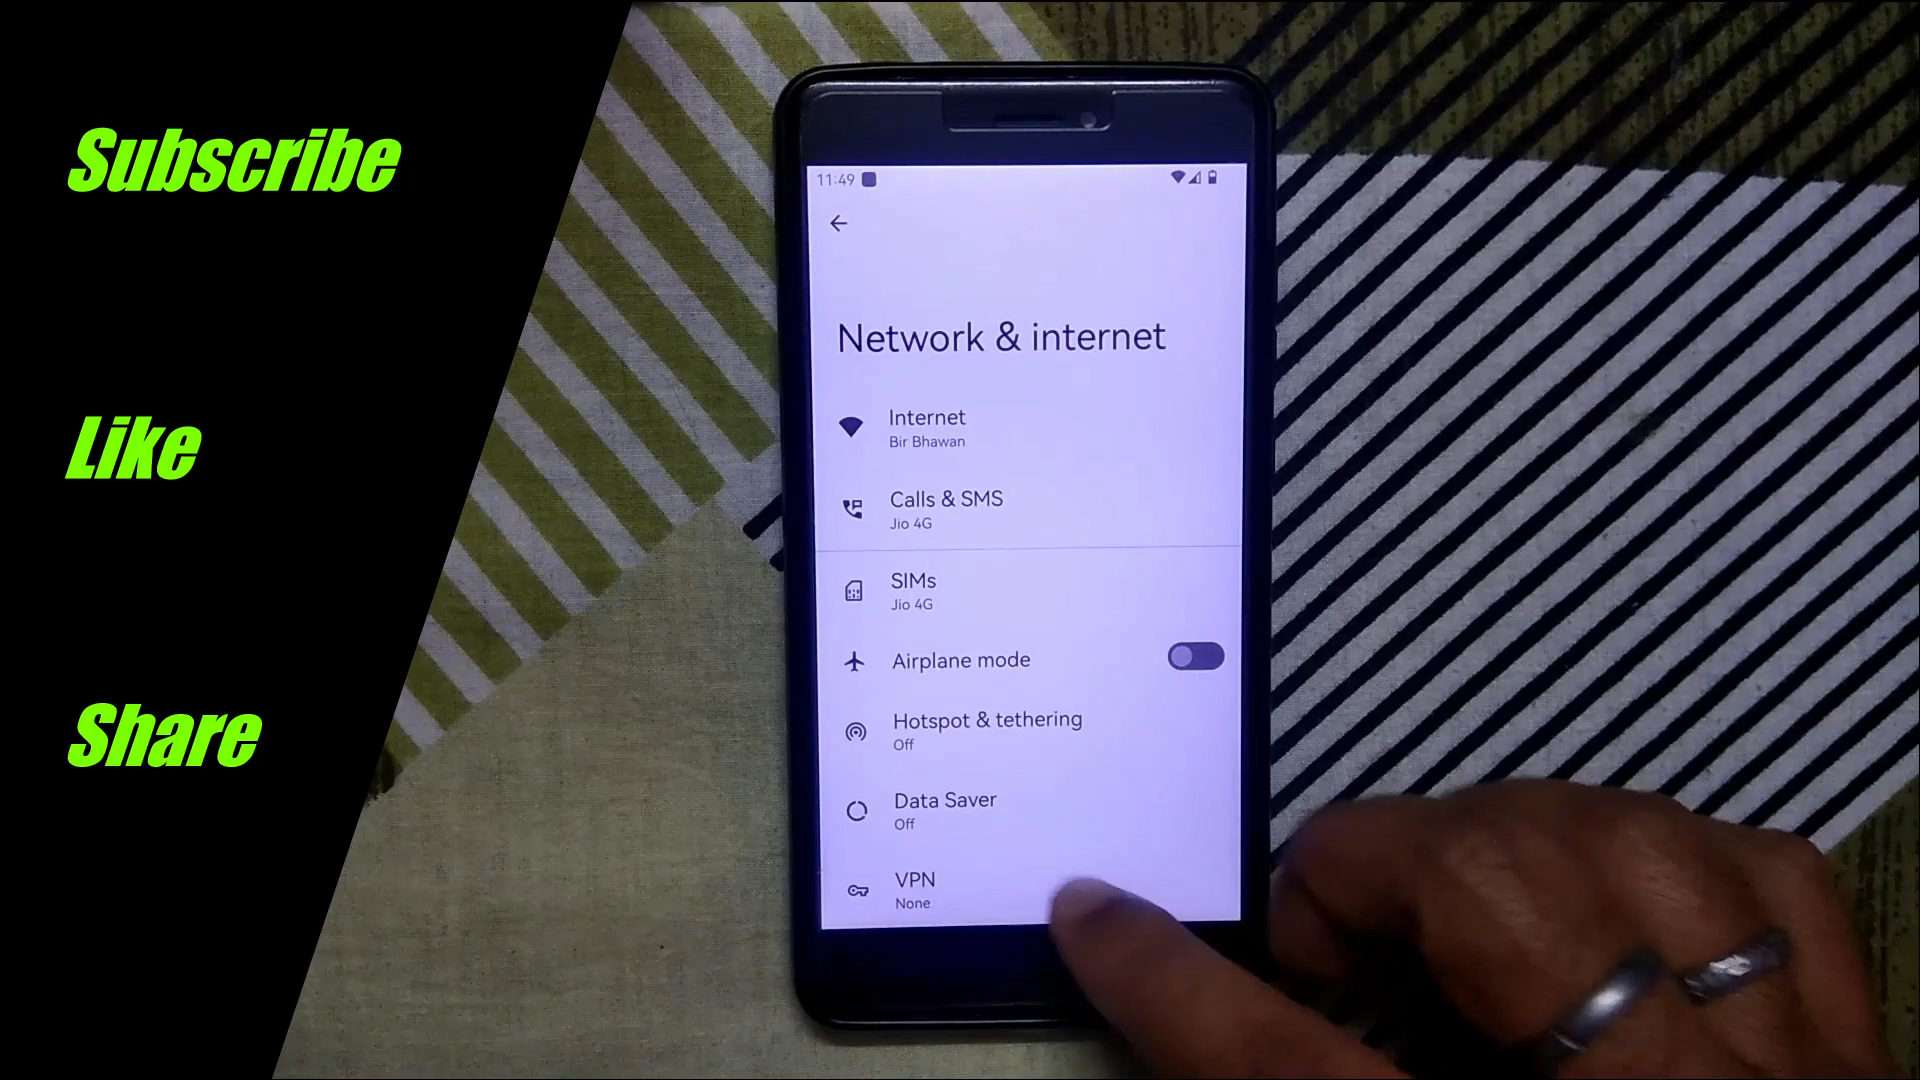 Subscribe
Like
Share
11:49
Network & internet
Internet
Bir Bhawan
Calls & SMS
Jio 4G
SIMs
Jio 4G
Airplane mode
Hotspot & tethering
Off
Data Saver
Off
VPN
None